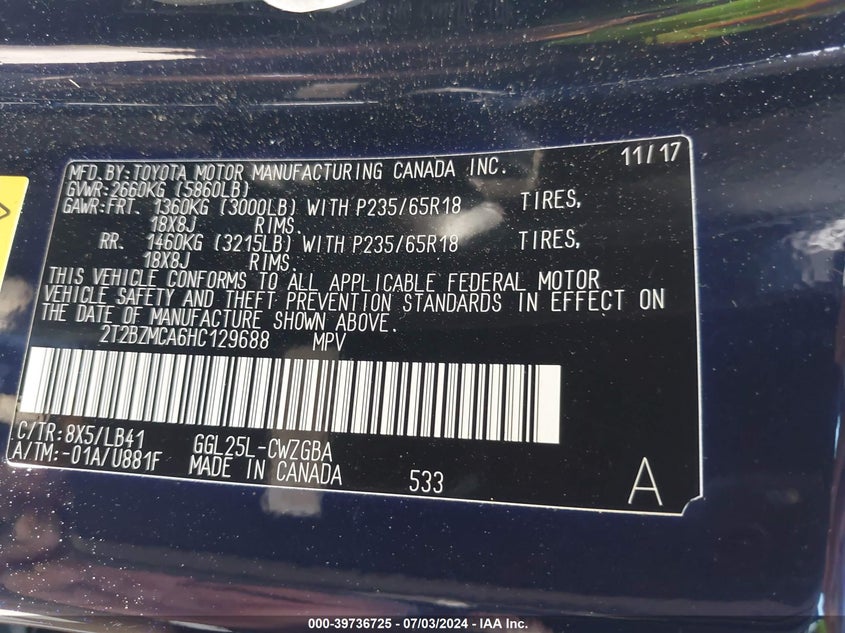 MFD.BY:TOYOTA MOTOR MANUFACTURING CANADA INC. 11/17
GVWR:2660KG (5860LB)
GAWR:FRT. 1360KG (3000LB) WITH P235/65R18 TIRES,
18X8J RIMS.
RR. 1460KG (3215LB) WITH P235/65R18 TIRES,
18X8J RIMS.
THIS VEHICLE CONFORMS TO ALL APPLICABLE FEDERAL MOTOR
VEHICLE SAFETY AND THEFT PREVENTION STANDARDS IN EFFECT ON
THE DATE OF MANUFACTURE SHOWN ABOVE.
2T2BZMCA6HC129688 MPV
C/TR:8X5/LB41 GGL25L-CWZGBA
A/TM:-01A/U881F MADE IN CANADA 533 A
000-39736725 - 07/03/2024 - IAA Inc.